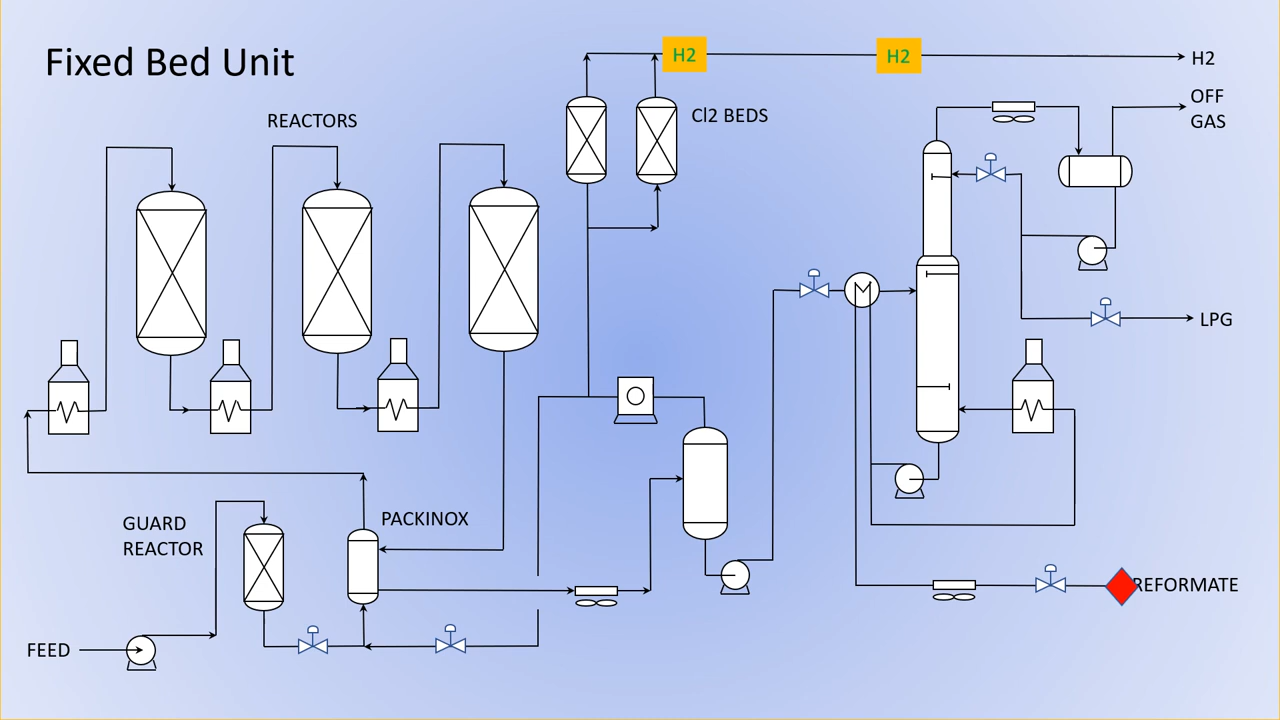 Fixed Bed Unit
H2
H2
H2
OFF
GAS
REACTORS
Cl2 BEDS
LPG
GUARD
REACTOR
PACKINOX
REFORMATE
FEED